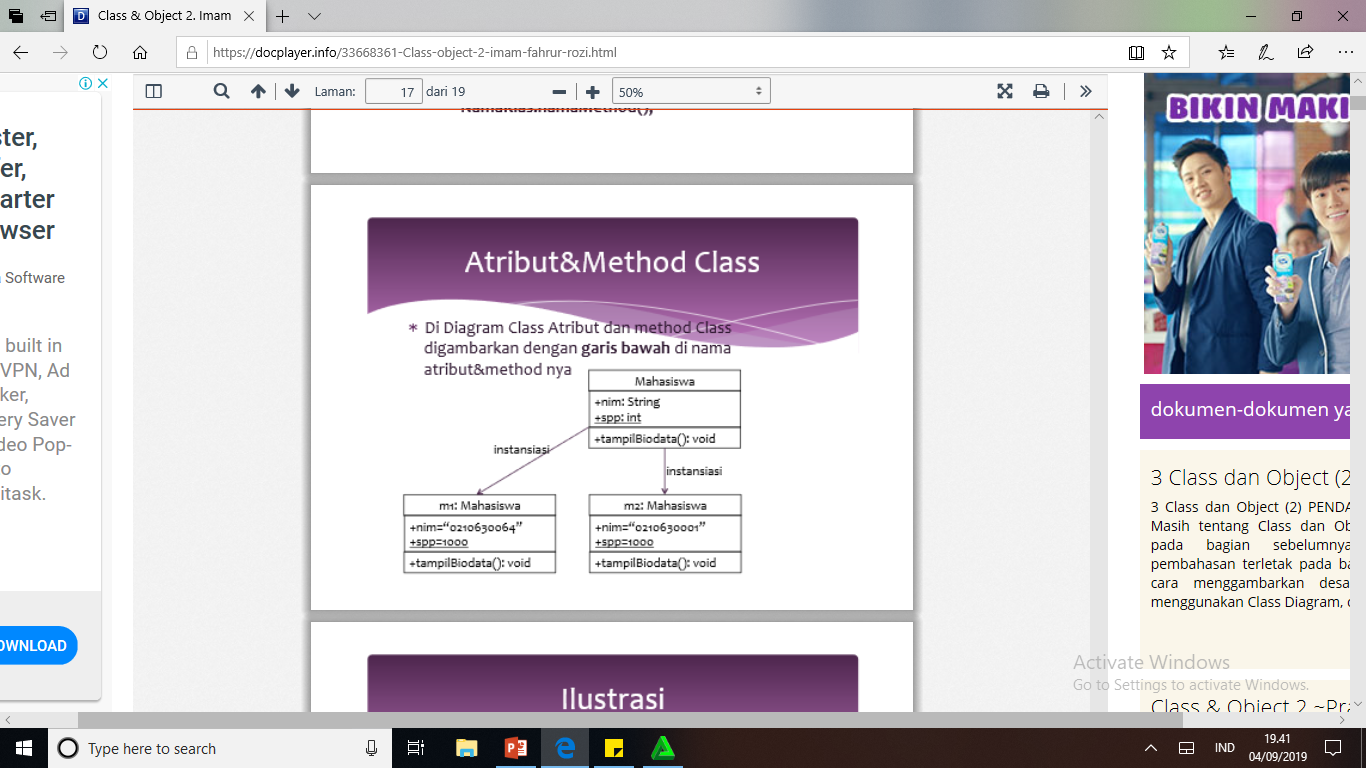 Class & Object 2. Imam
https://docplayer.info/33668361-Class-object-2-imam-fahrur-rozi.html
Laman: 17 dari 19
50%
NamaKlas.namaMethod();
Atribut&Method Class
* Di Diagram Class Atribut dan method Class
digambarkan dengan garis bawah di nama
atribut&method nya
Mahasiswa
+nim: String
+spp: int
+tampilBiodata(): void
instansiasi
instansiasi
m1: Mahasiswa
+nim="0210630064"
+spp=1000
+tampilBiodata(): void
m2: Mahasiswa
+nim="0210630001"
+spp=1000
+tampilBiodata(): void
Ilustrasi
ster,
fer,
arter
wser
Software
built in
VPN, Ad
ker,
ery Saver
deo Pop-
o
itask.
OWNLOAD
BIKIN MAKI
dokumen-dokumen ya
3 Class dan Object (2
3 Class dan Object (2) PENDA
Masih tentang Class dan Ob
pada bagian sebelumnya
pembahasan terletak pada ba
cara menggambarkan desa
menggunakan Class Diagram, d
Class & Object 2 ~Pra
Activate Windows
Go to Settings to activate Windows.
Type here to search
IND
19.41
04/09/2019